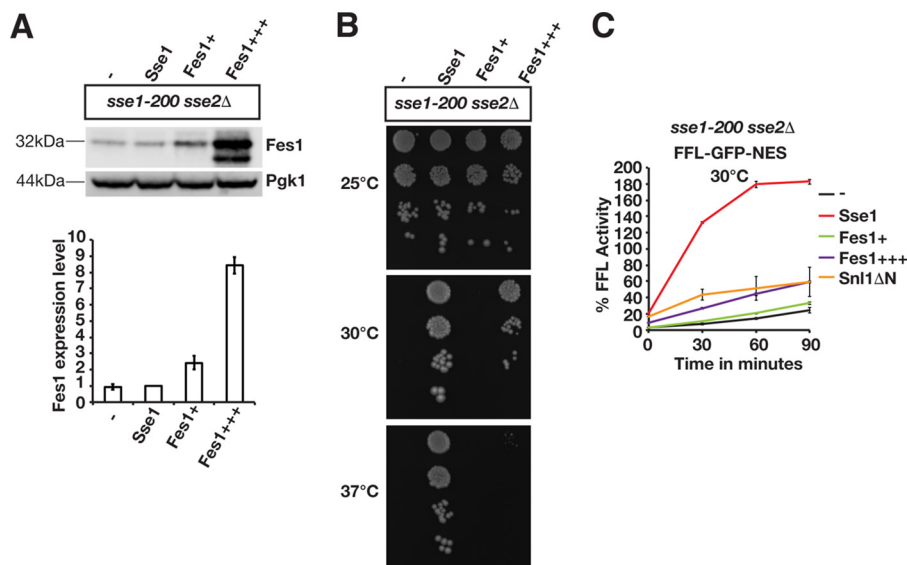 A
- Sse1 Fes1+ Fes1+++
sse1-200 sse2Δ
32kDa Fes1
44kDa Pgk1
Fes1 expression level
10
9
8
7
6
5
4
3
2
1
0
- Sse1 Fes1+ Fes1+++
B
- Sse1 Fes1+ Fes1+++
sse1-200 sse2Δ
25°C
30°C
37°C
C
sse1-200 sse2Δ
FFL-GFP-NES
30°C
% FFL Activity
200
180
160
140
120
100
80
60
40
20
0
0 30 60 90
Time in minutes
-
Sse1
Fes1+
Fes1+++
Snl1ΔN